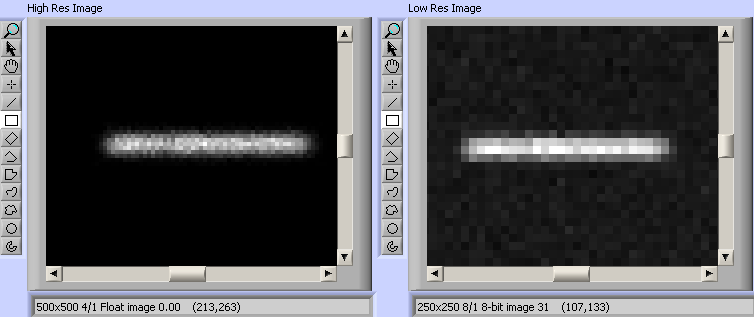 High Res Image
Low Res Image
500x500 4/1 Float image 0.00 (213,263)
250x250 8/1 8-bit image 31 (107,133)